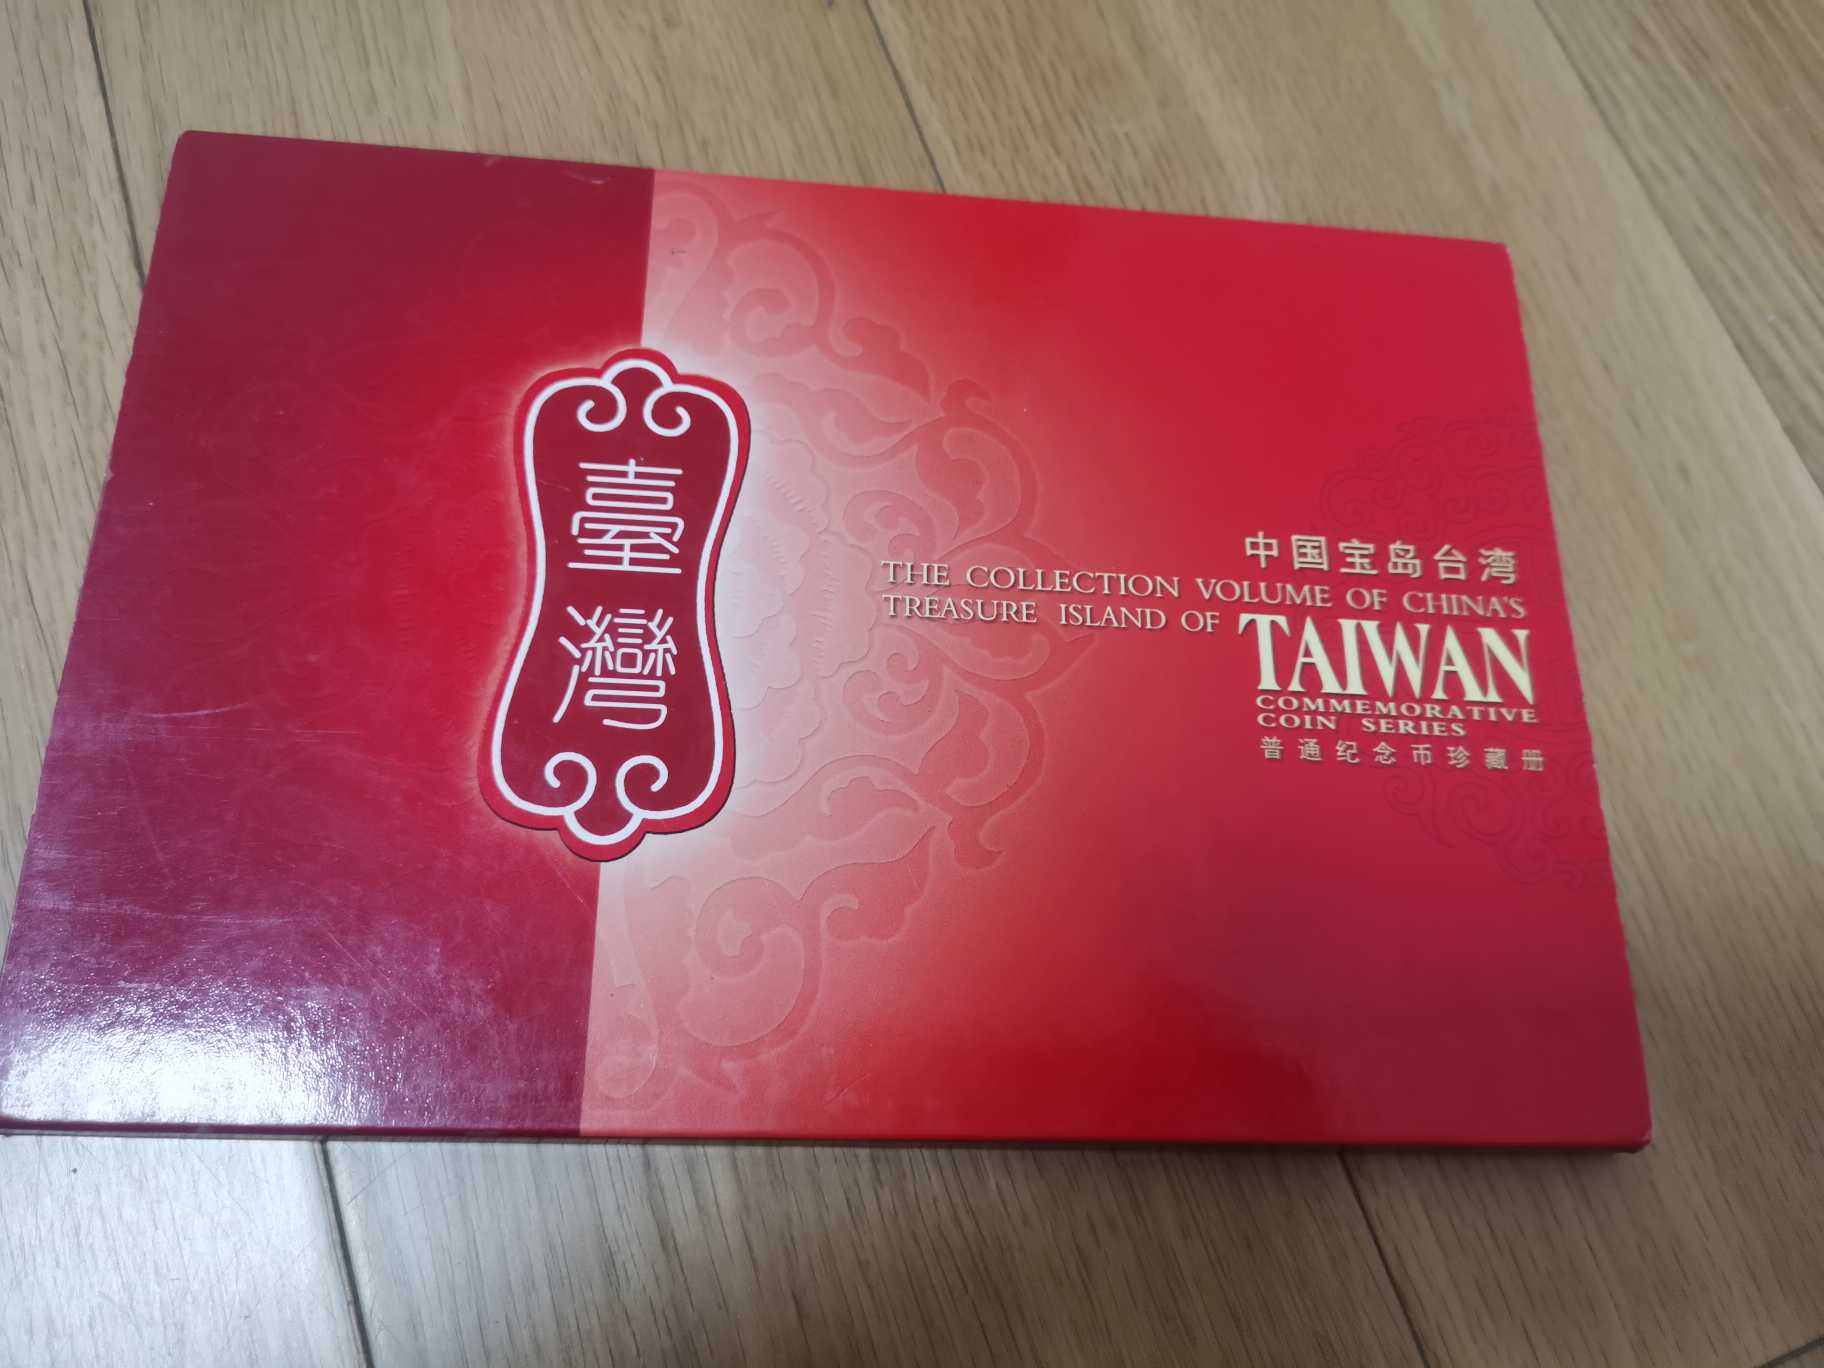 臺灣
中国宝岛台湾
THE COLLECTION VOLUME OF CHINA'S
TREASURE ISLAND OF TAIWAN
COMMEMORATIVE
COIN SERIES
普通纪念币珍藏册